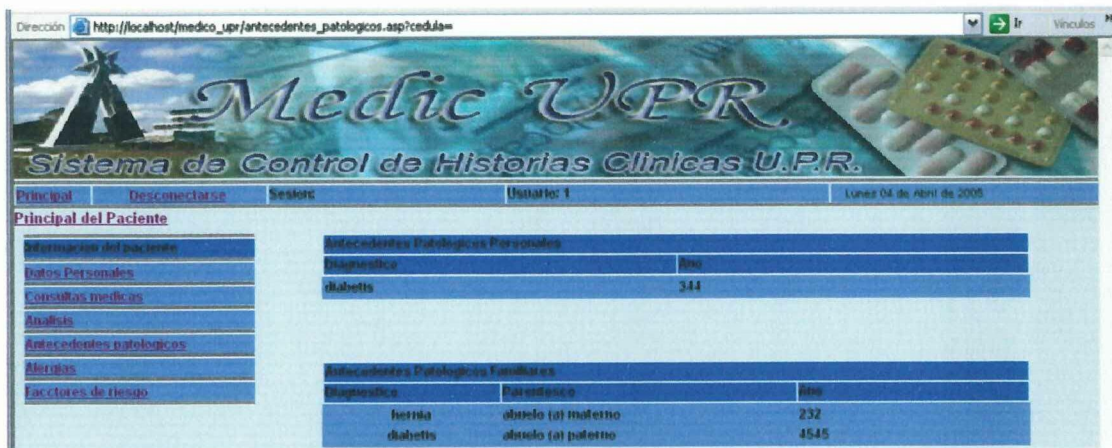 Dirección http://localhost/medico_upr/antecedentes_patologicos.asp?cedula= Ir Vínculos »
Medic UPR
Sistema de Control de Historias Clinicas U.P.R.
Principal Desconectarse Sesion: Usuario: 1 Lunes 04 de Abril de 2005
Principal del Paciente
Informacion del paciente
Datos Personales
Consultas medicas
Analisis
Antecedentes patologicos
Alergias
Facctores de riesgo
Antecedentes Patologicos Personales
Diagnostico Ano
diabetis 344
Antecedentes Patologicos Familiares
Diagnostico Parentesco Ano
hernia abuelo (a) materno 232
diabetis abuelo (a) paterno 4545